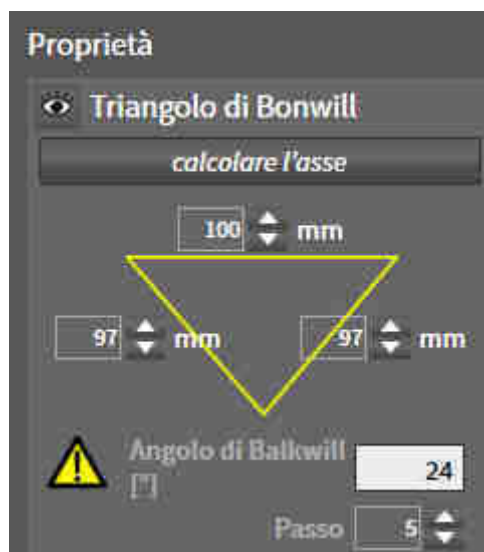 Proprietà
Triangolo di Bonwill
calcolare l'asse
100 mm
97 mm 97 mm
Angolo di Balkwill
[°]
24
Passo 5